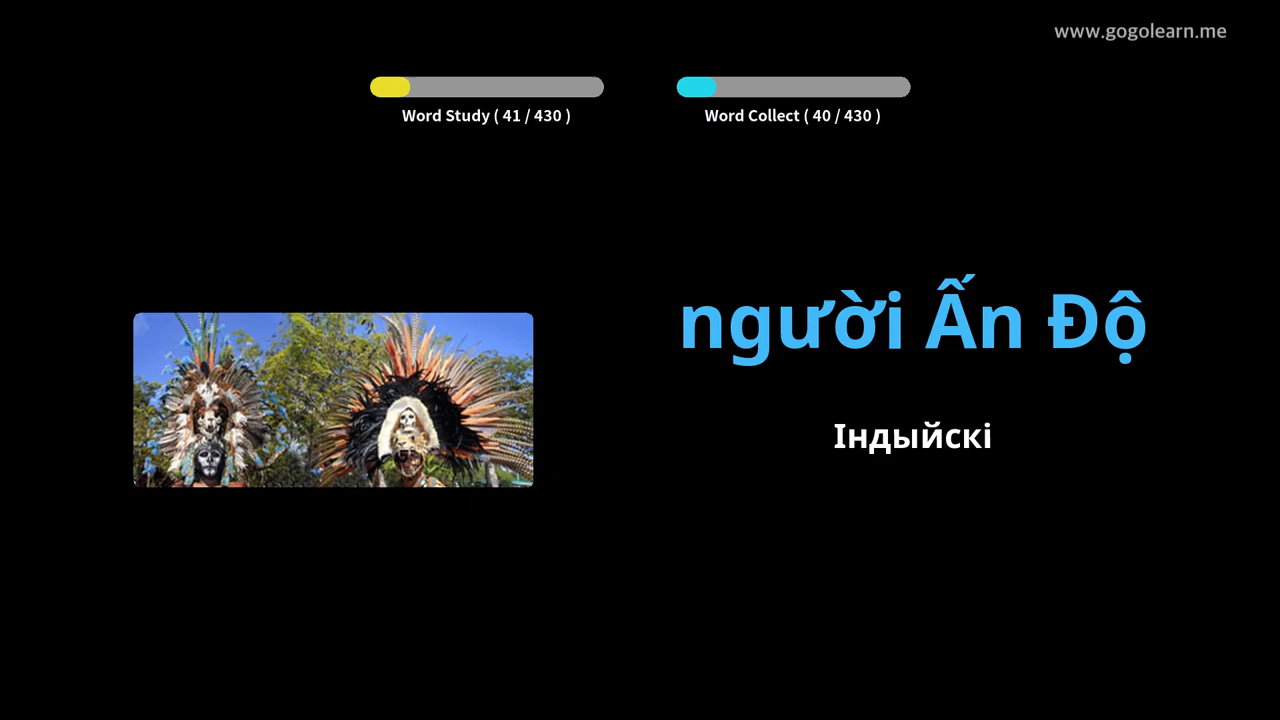 www.gogolearn.me
Word Study ( 41 / 430 )
Word Collect ( 40 / 430 )
người Ấn Độ
Індыйскі